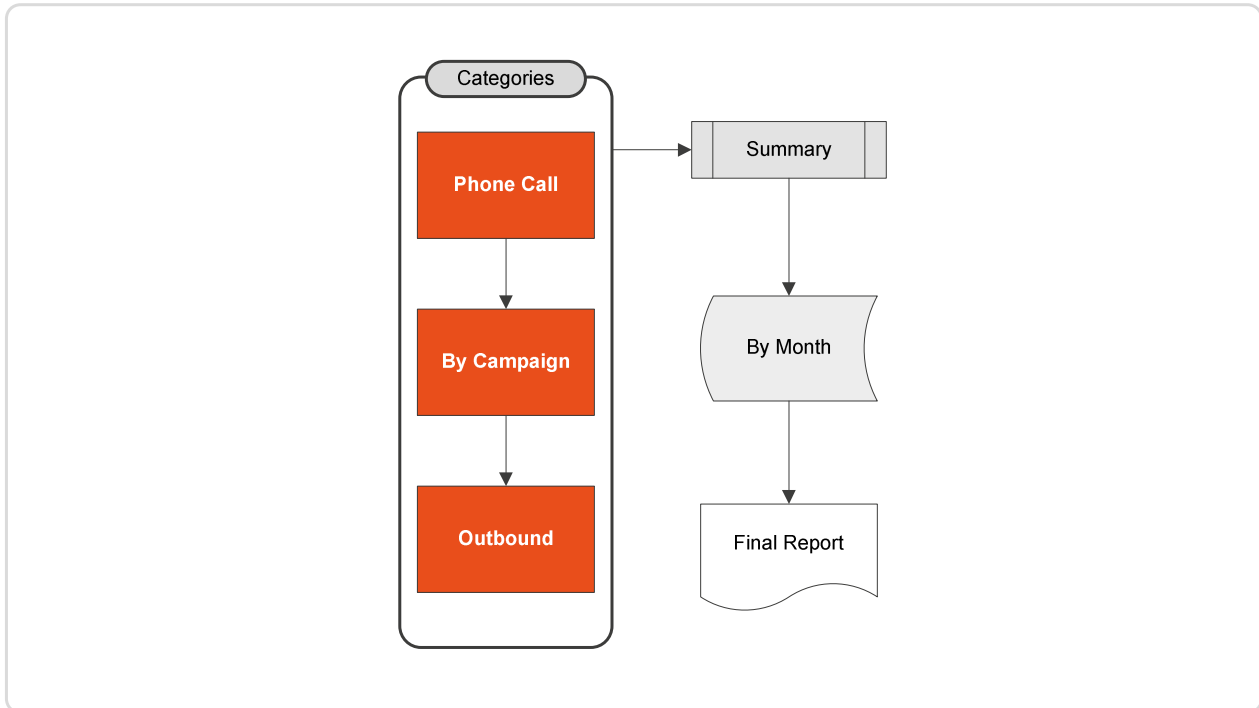 Categories
Phone Call
By Campaign
Outbound
Summary
By Month
Final Report